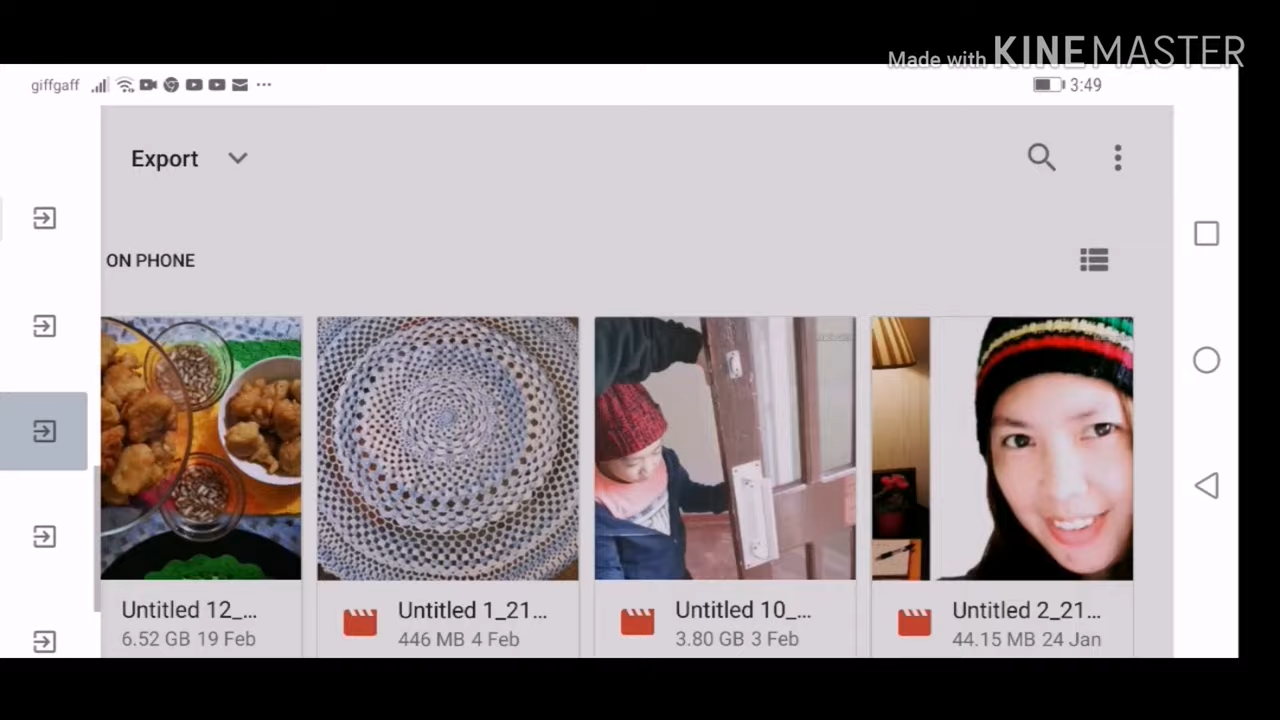 Made with KINEMASTER
giffgaff 3:49
Export
ON PHONE
Untitled 12_...
6.52 GB 19 Feb
Untitled 1_21...
446 MB 4 Feb
Untitled 10_...
3.80 GB 3 Feb
Untitled 2_21...
44.15 MB 24 Jan